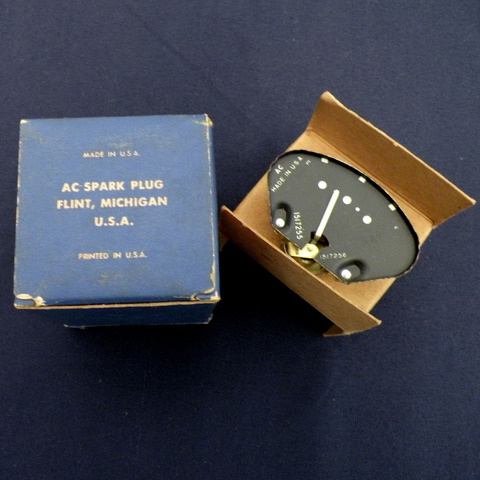 MADE IN U.S.A.
AC SPARK PLUG
FLINT, MICHIGAN
U.S.A.
PRINTED IN U.S.A.
AC
MADE IN U.S.A.
1517255
1517256